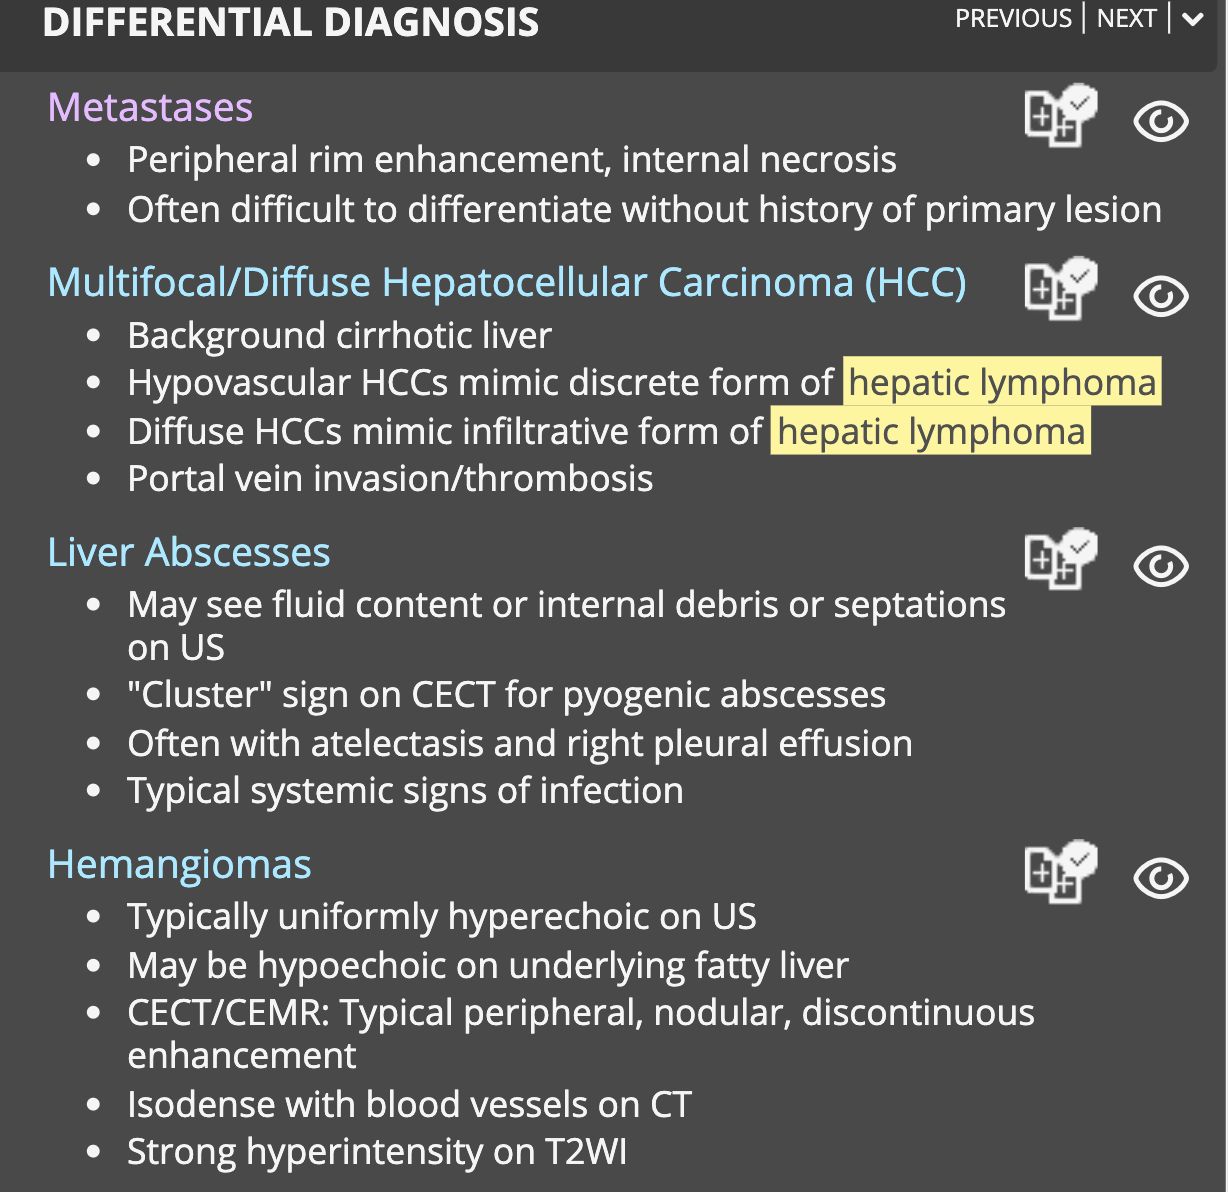 DIFFERENTIAL DIAGNOSIS
PREVIOUS | NEXT |
Metastases
• Peripheral rim enhancement, internal necrosis
• Often difficult to differentiate without history of primary lesion
Multifocal/Diffuse Hepatocellular Carcinoma (HCC)
• Background cirrhotic liver
• Hypovascular HCCs mimic discrete form of hepatic lymphoma
• Diffuse HCCs mimic infiltrative form of hepatic lymphoma
• Portal vein invasion/thrombosis
Liver Abscesses
• May see fluid content or internal debris or septations
on US
• "Cluster" sign on CECT for pyogenic abscesses
• Often with atelectasis and right pleural effusion
• Typical systemic signs of infection
Hemangiomas
• Typically uniformly hyperechoic on US
• May be hypoechoic on underlying fatty liver
• CECT/CEMR: Typical peripheral, nodular, discontinuous
enhancement
• Isodense with blood vessels on CT
• Strong hyperintensity on T2WI